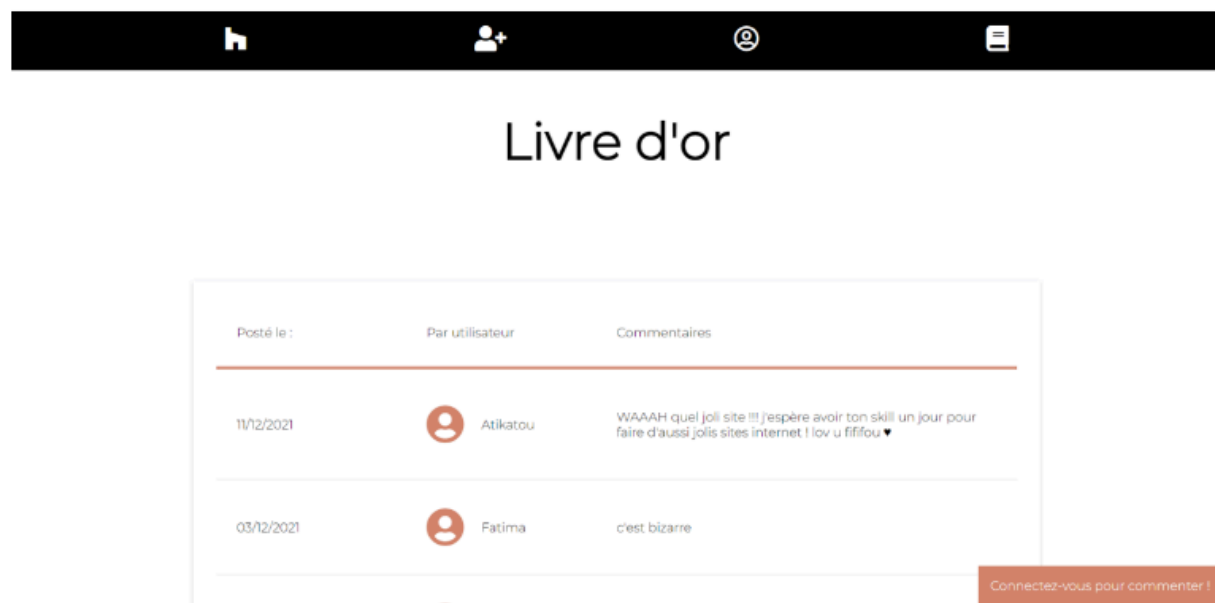 Livre d'or
Posté le :
Par utilisateur
Commentaires
11/12/2021
Atikatou
WAAAH quel joli site !!! j'espère avoir ton skill un jour pour
faire d'aussi jolis sites internet ! lov u fififou ♥
03/12/2021
Fatima
c'est bizarre
Connectez-vous pour commenter !